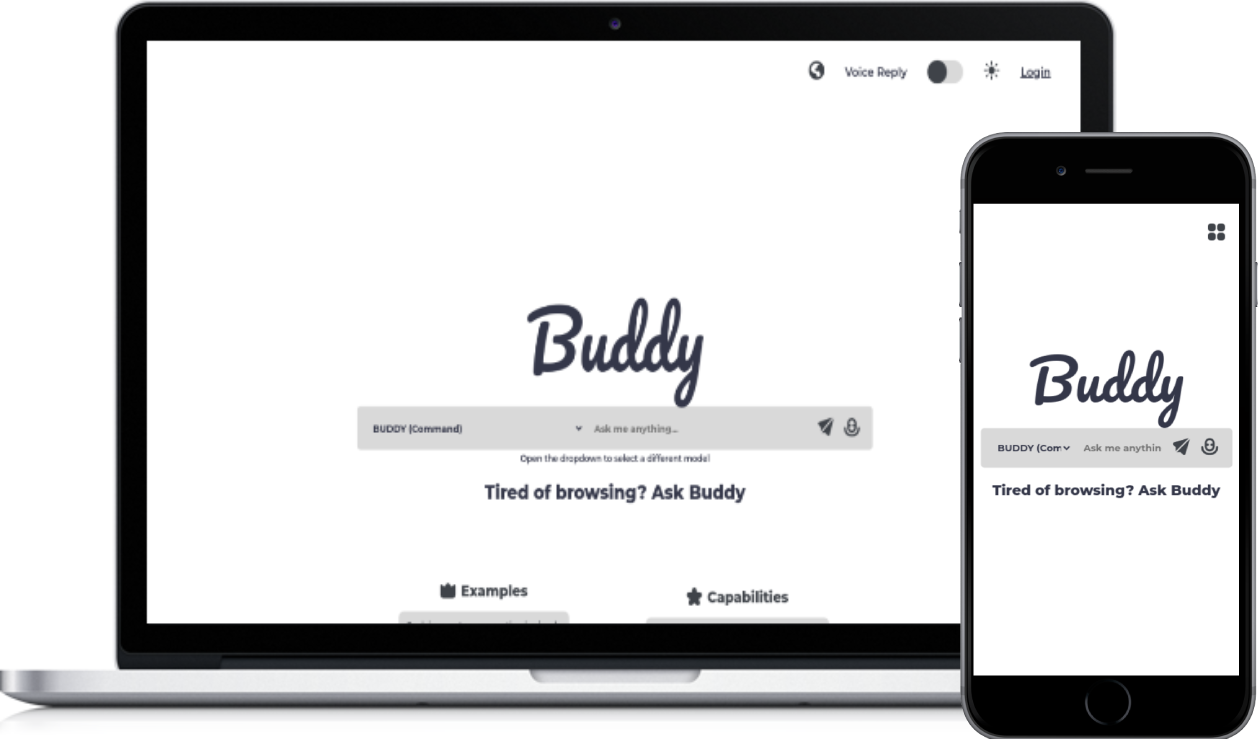 Voice Reply Login
Buddy
BUDDY (Command) Ask me anything...
Open the dropdown to select a different model
Tired of browsing? Ask Buddy
Examples Capabilities
Buddy
BUDDY (Com Ask me anythin
Tired of browsing? Ask Buddy